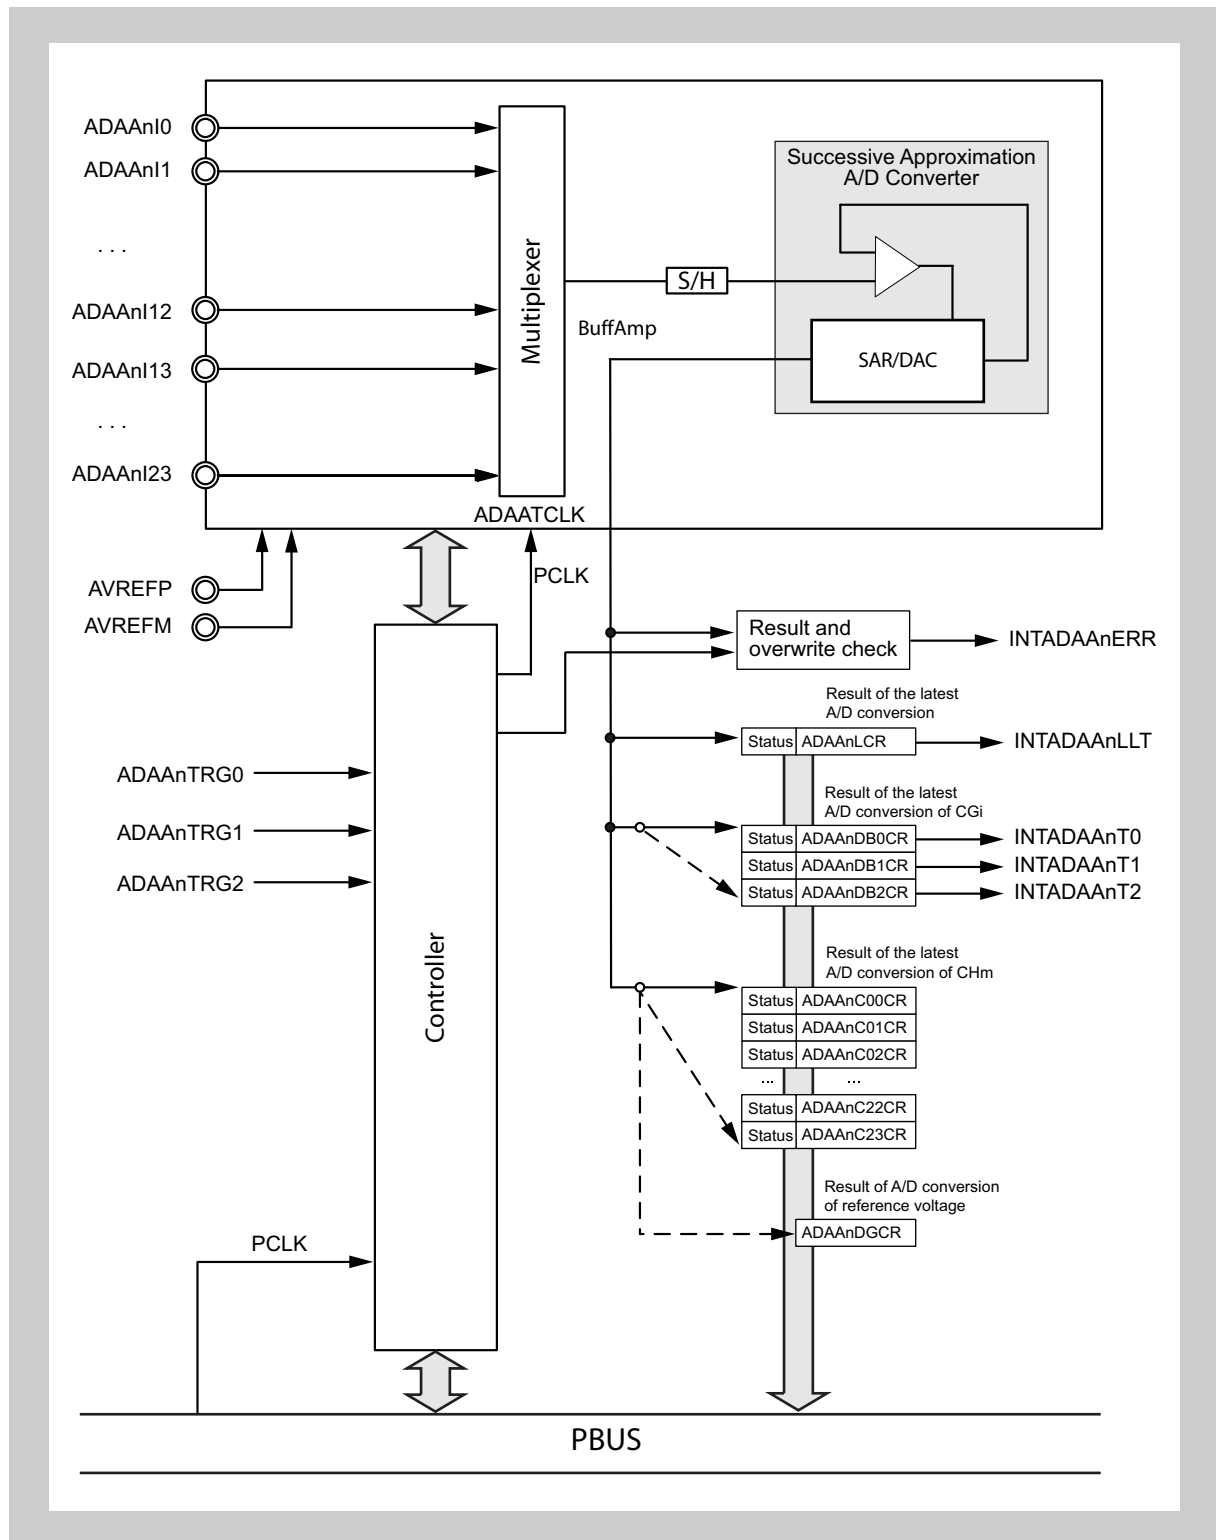 ADAAnI0
ADAAnI1
. . .
ADAAnI12
ADAAnI13
. . .
ADAAnI23
Multiplexer
BuffAmp
S/H
Successive Approximation
A/D Converter
SAR/DAC
ADAATCLK
PCLK
AVREFP
AVREFM
Result and
overwrite check
INTADAAnERR
Result of the latest
A/D conversion
Status ADAAnLCR
INTADAAnLLT
ADAAnTRG0
ADAAnTRG1
ADAAnTRG2
Controller
Result of the latest
A/D conversion of CGi
Status ADAAnDB0CR
INTADAAnT0
Status ADAAnDB1CR
INTADAAnT1
Status ADAAnDB2CR
INTADAAnT2
Result of the latest
A/D conversion of CHm
Status ADAAnC00CR
Status ADAAnC01CR
Status ADAAnC02CR
... ...
Status ADAAnC22CR
Status ADAAnC23CR
Result of A/D conversion
of reference voltage
ADAAnDGCR
PCLK
PBUS